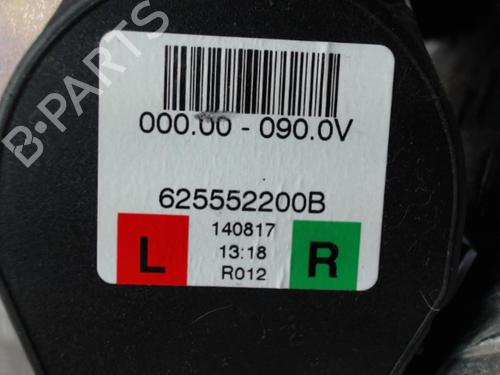 B-PARTS
000.00 - 090.0V
625552200B
140817
L 13:18 R
R012